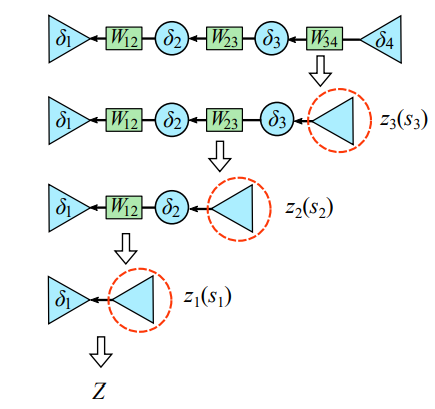 δ₁ W₁₂ δ₂ W₂₃ δ₃ W₃₄ δ₄
δ₁ W₁₂ δ₂ W₂₃ δ₃ z₃(s₃)
δ₁ W₁₂ δ₂ z₂(s₂)
δ₁ z₁(s₁)
Z